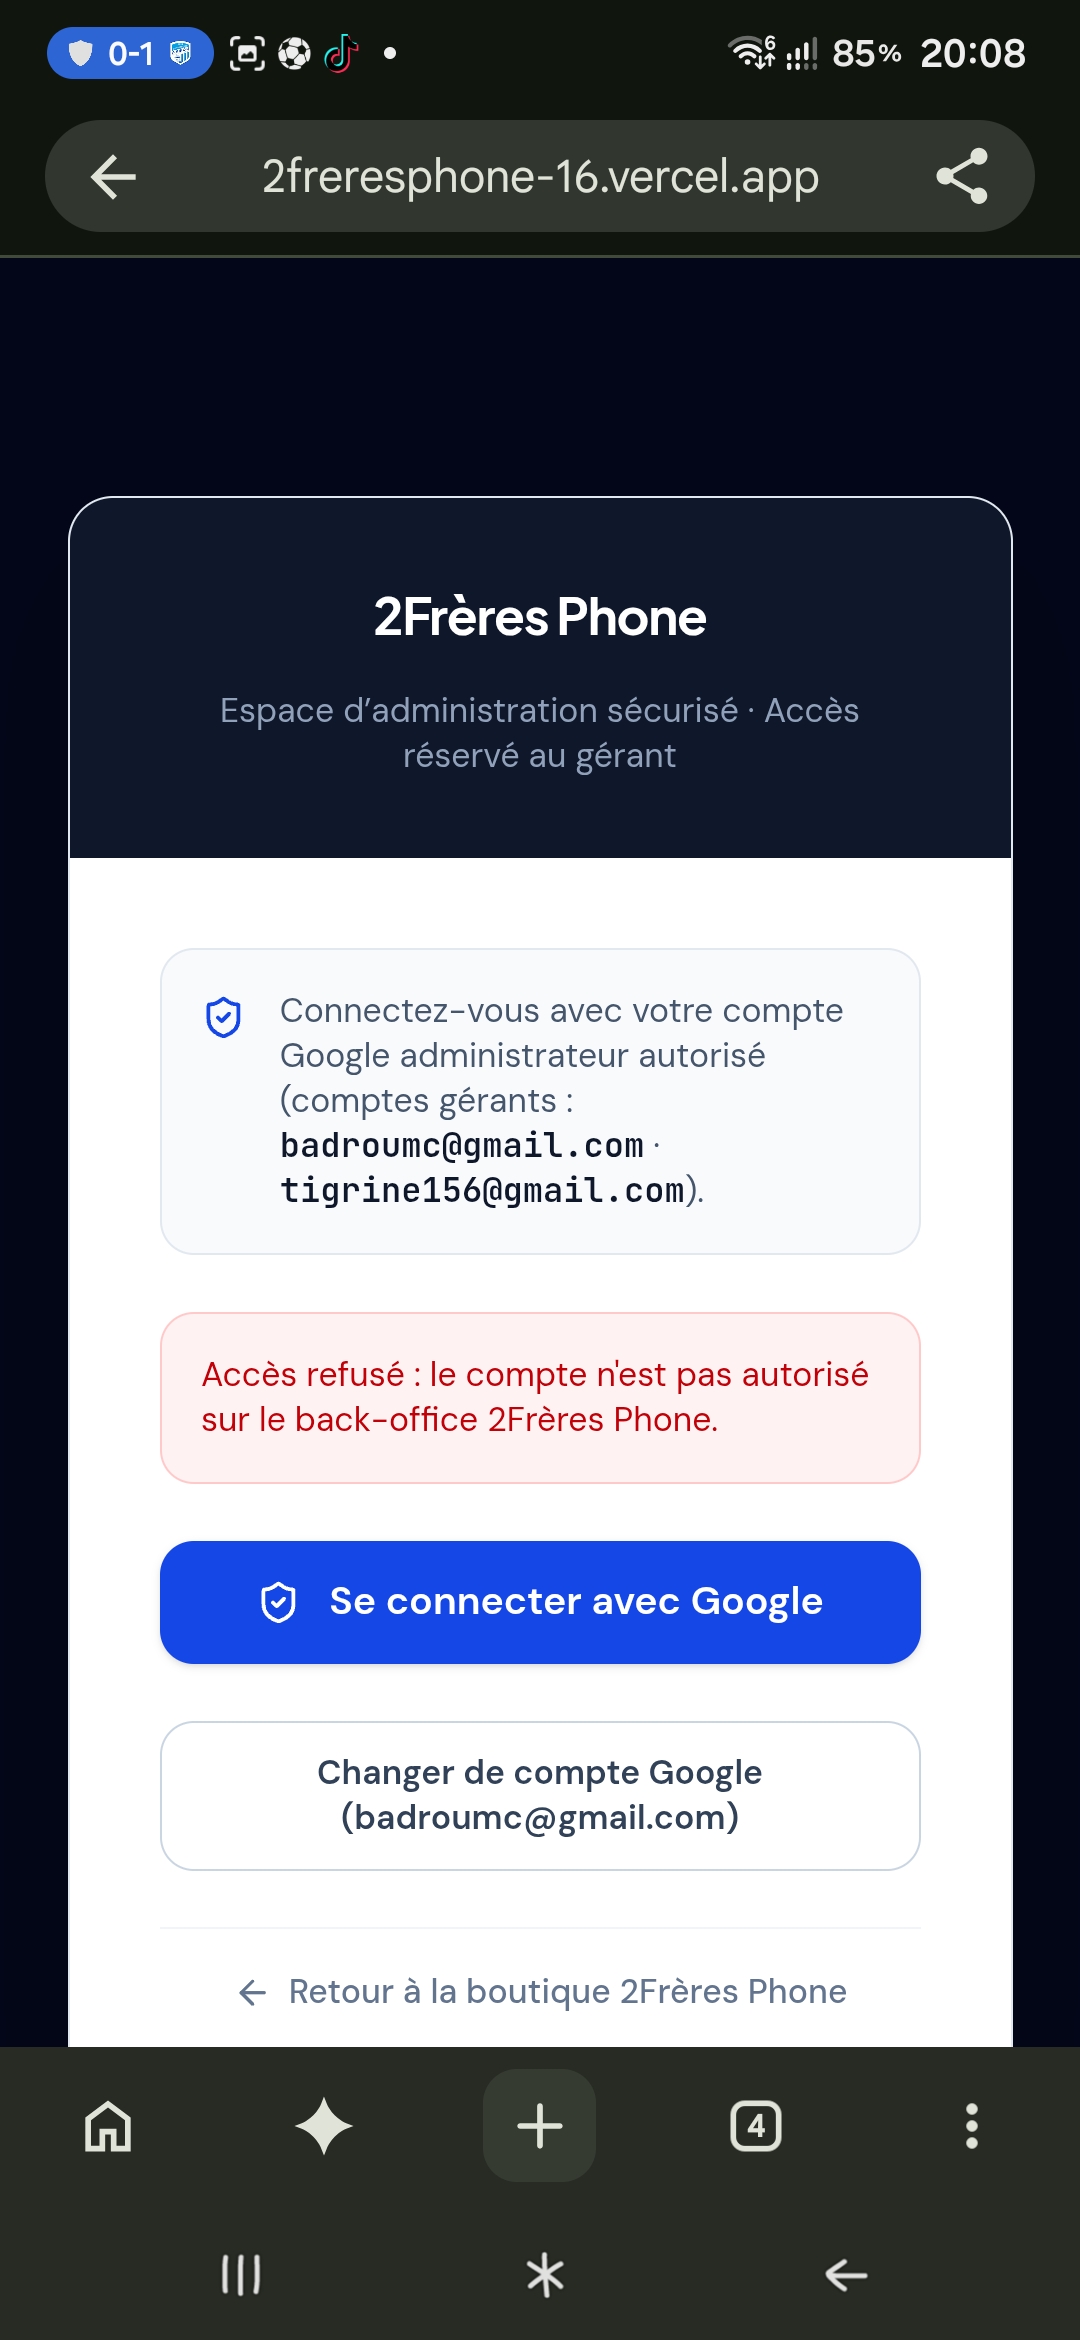 0-1
6
85% 20:08
2freresphone-16.vercel.app
2Frères Phone
Espace d’administration sécurisé · Accès
réservé au gérant
Connectez-vous avec votre compte
Google administrateur autorisé
(comptes gérants :
badroumc@gmail.com ·
tigrine156@gmail.com).
Accès refusé : le compte n'est pas autorisé
sur le back-office 2Frères Phone.
Se connecter avec Google
Changer de compte Google
(badroumc@gmail.com)
← Retour à la boutique 2Frères Phone
4